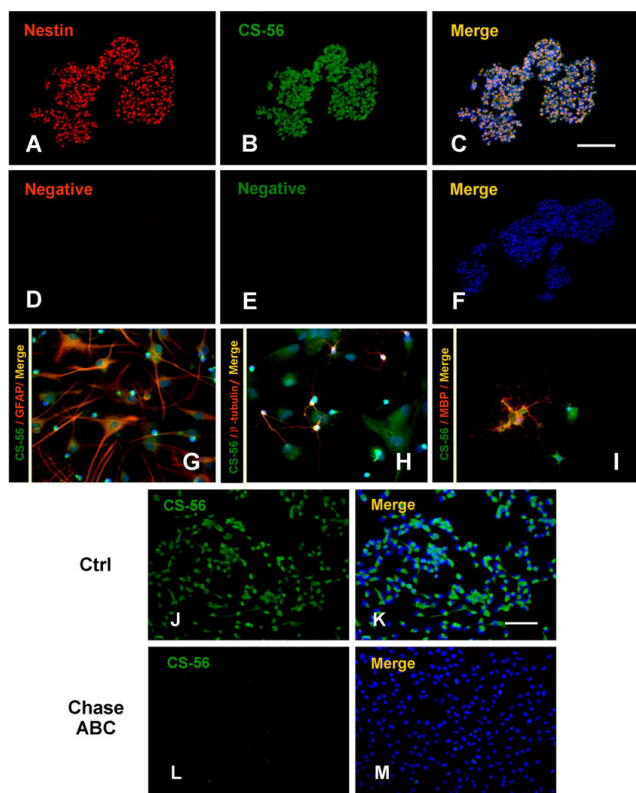 Nestin
CS-56
Merge
A
B
C
Negative
Negative
Merge
D
E
F
CS-56 / GFAP/ Merge
CS-56 / β-tubulin/ Merge
CS-56 / MBP/ Merge
G
H
I
Ctrl
CS-56
Merge
J
K
Chase
ABC
CS-56
Merge
L
M